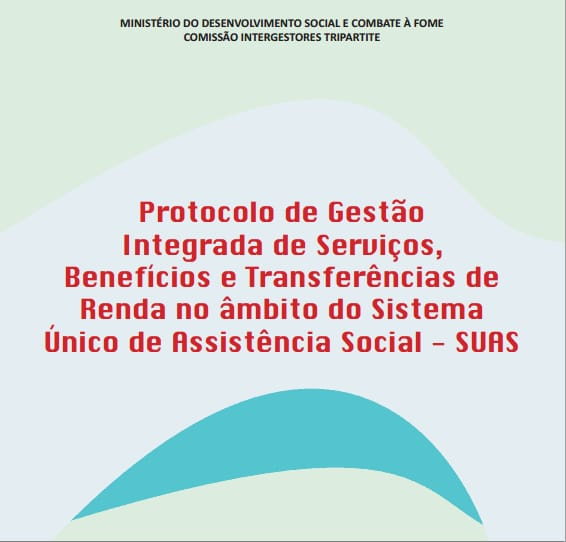 MINISTÉRIO DO DESENVOLVIMENTO SOCIAL E COMBATE À FOME
COMISSÃO INTERGESTORES TRIPARTITE
Protocolo de Gestão
Integrada de Serviços,
Benefícios e Transferências de
Renda no âmbito do Sistema
Único de Assistência Social - SUAS